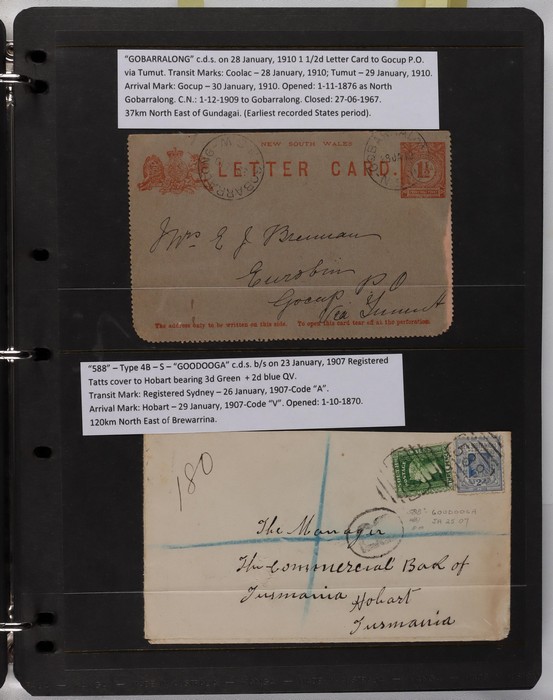 "GOBARRALONG" c.d.s. on 28 January, 1910 1 1/2d Letter Card to Gocup P.O.
via Tumut. Transit Marks: Coolac – 28 January, 1910; Tumut – 29 January, 1910.
Arrival Mark: Gocup – 30 January, 1910. Opened: 1-11-1876 as North
Gobarralong. C.N.: 1-12-1909 to Gobarralong. Closed: 27-06-1967.
37km North East of Gundagai. (Earliest recorded States period).
NEW SOUTH WALES
LETTER CARD.
Mrs E J Brennan
Eurobin
Gocup P O
Via Tumut
The address only to be written on this side. To open this card tear off at the perforation.
"588" – Type 4B – S – "GOODOOGA" c.d.s. b/s on 23 January, 1907 Registered
Tatts cover to Hobart bearing 3d Green + 2d blue QV.
Transit Mark: Registered Sydney – 26 January, 1907-Code "A".
Arrival Mark: Hobart – 29 January, 1907-Code "V". Opened: 1-10-1870.
120km North East of Brewarrina.
180
R
"588" GOODOOGA
The Manager
The Commercial Bank of
Tasmania Hobart
Tasmania